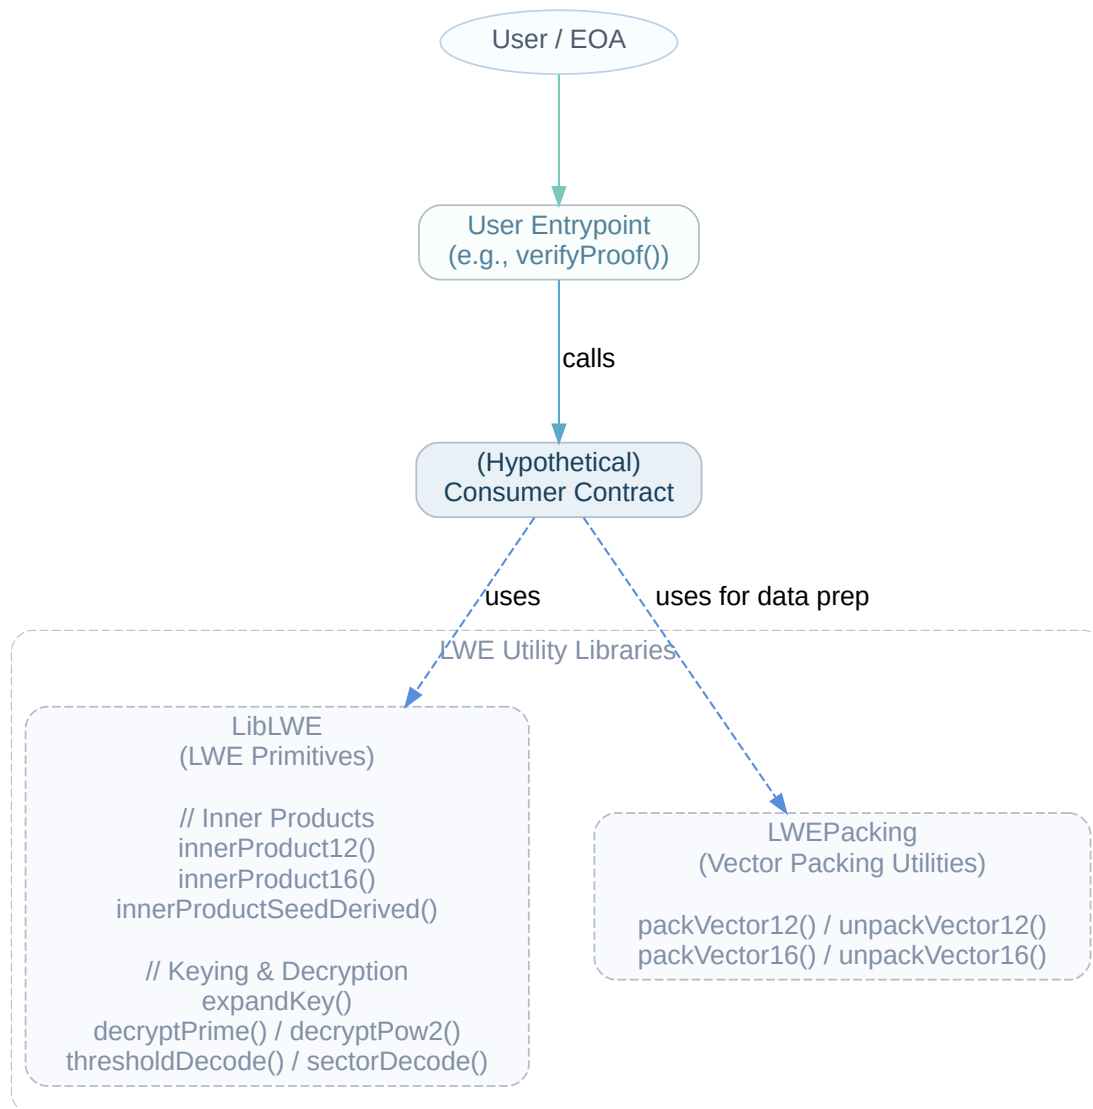 User / EOA
User Entrypoint
(e.g., verifyProof())
calls
(Hypothetical)
Consumer Contract
uses
uses for data prep
LWE Utility Libraries
LibLWE
(LWE Primitives)
// Inner Products
innerProduct12()
innerProduct16()
innerProductSeedDerived()
// Keying & Decryption
expandKey()
decryptPrime() / decryptPow2()
thresholdDecode() / sectorDecode()
LWEPacking
(Vector Packing Utilities)
packVector12() / unpackVector12()
packVector16() / unpackVector16()